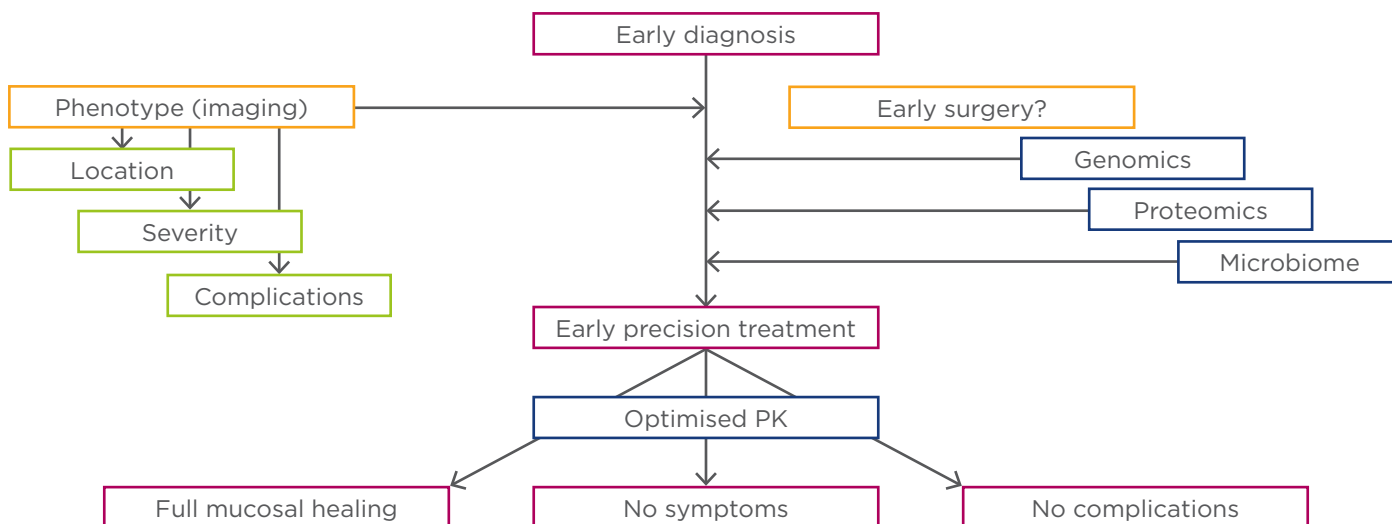 Early diagnosis
Phenotype (imaging)
Early surgery?
Location
Genomics
Severity
Proteomics
Complications
Microbiome
Early precision treatment
Optimised PK
Full mucosal healing
No symptoms
No complications